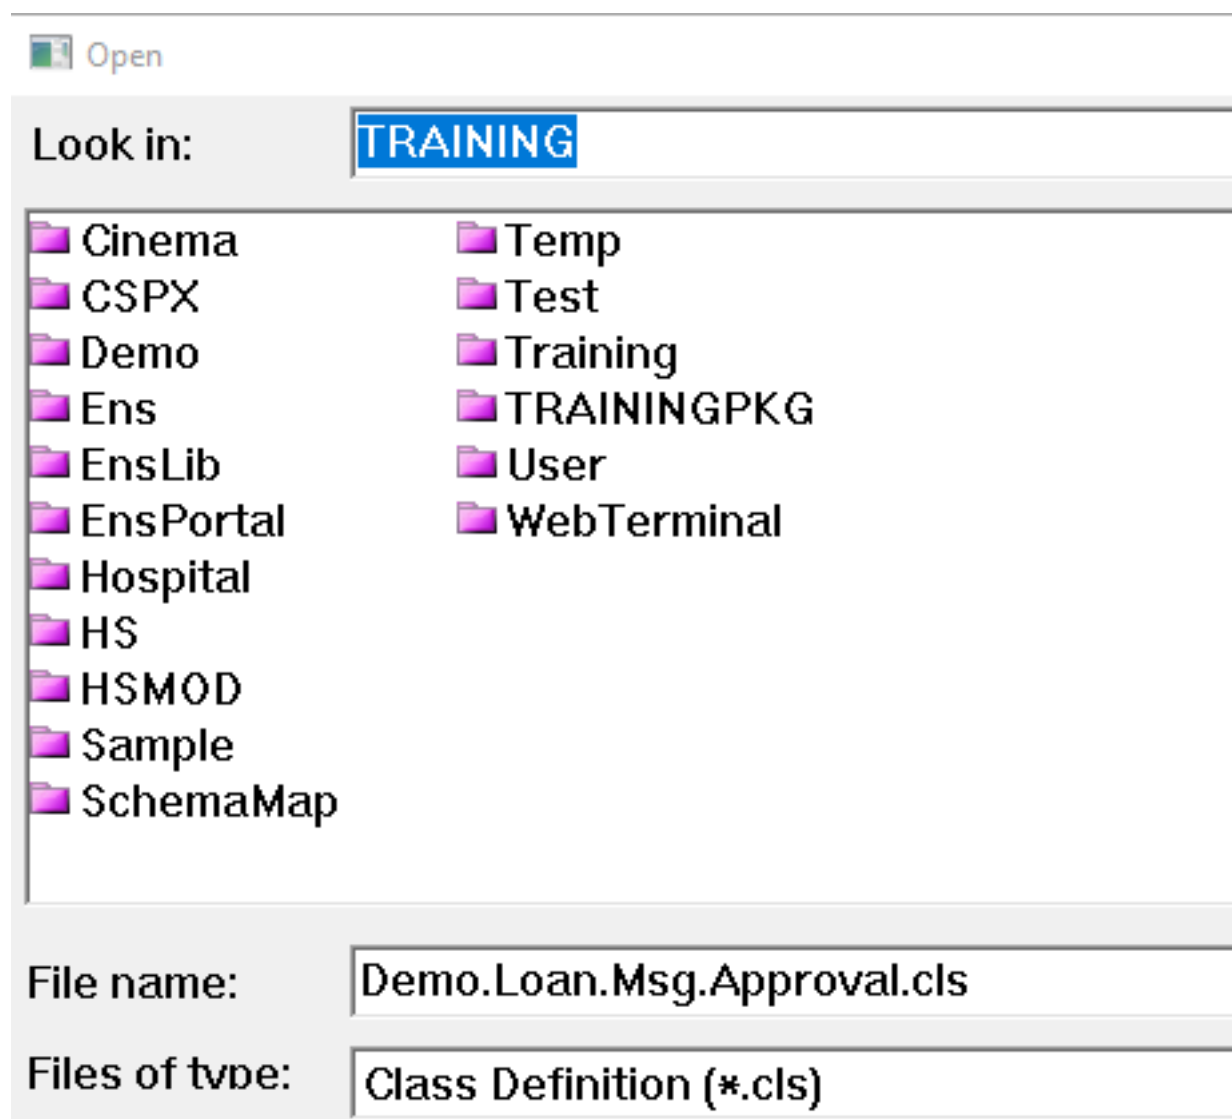 Open
Look in: TRAINING
Cinema
CSPX
Demo
Ens
EnsLib
EnsPortal
Hospital
HS
HSMOD
Sample
SchemaMap
Temp
Test
Training
TRAININGPKG
User
WebTerminal
File name: Demo.Loan.Msg.Approval.cls
Files of type: Class Definition (*.cls)